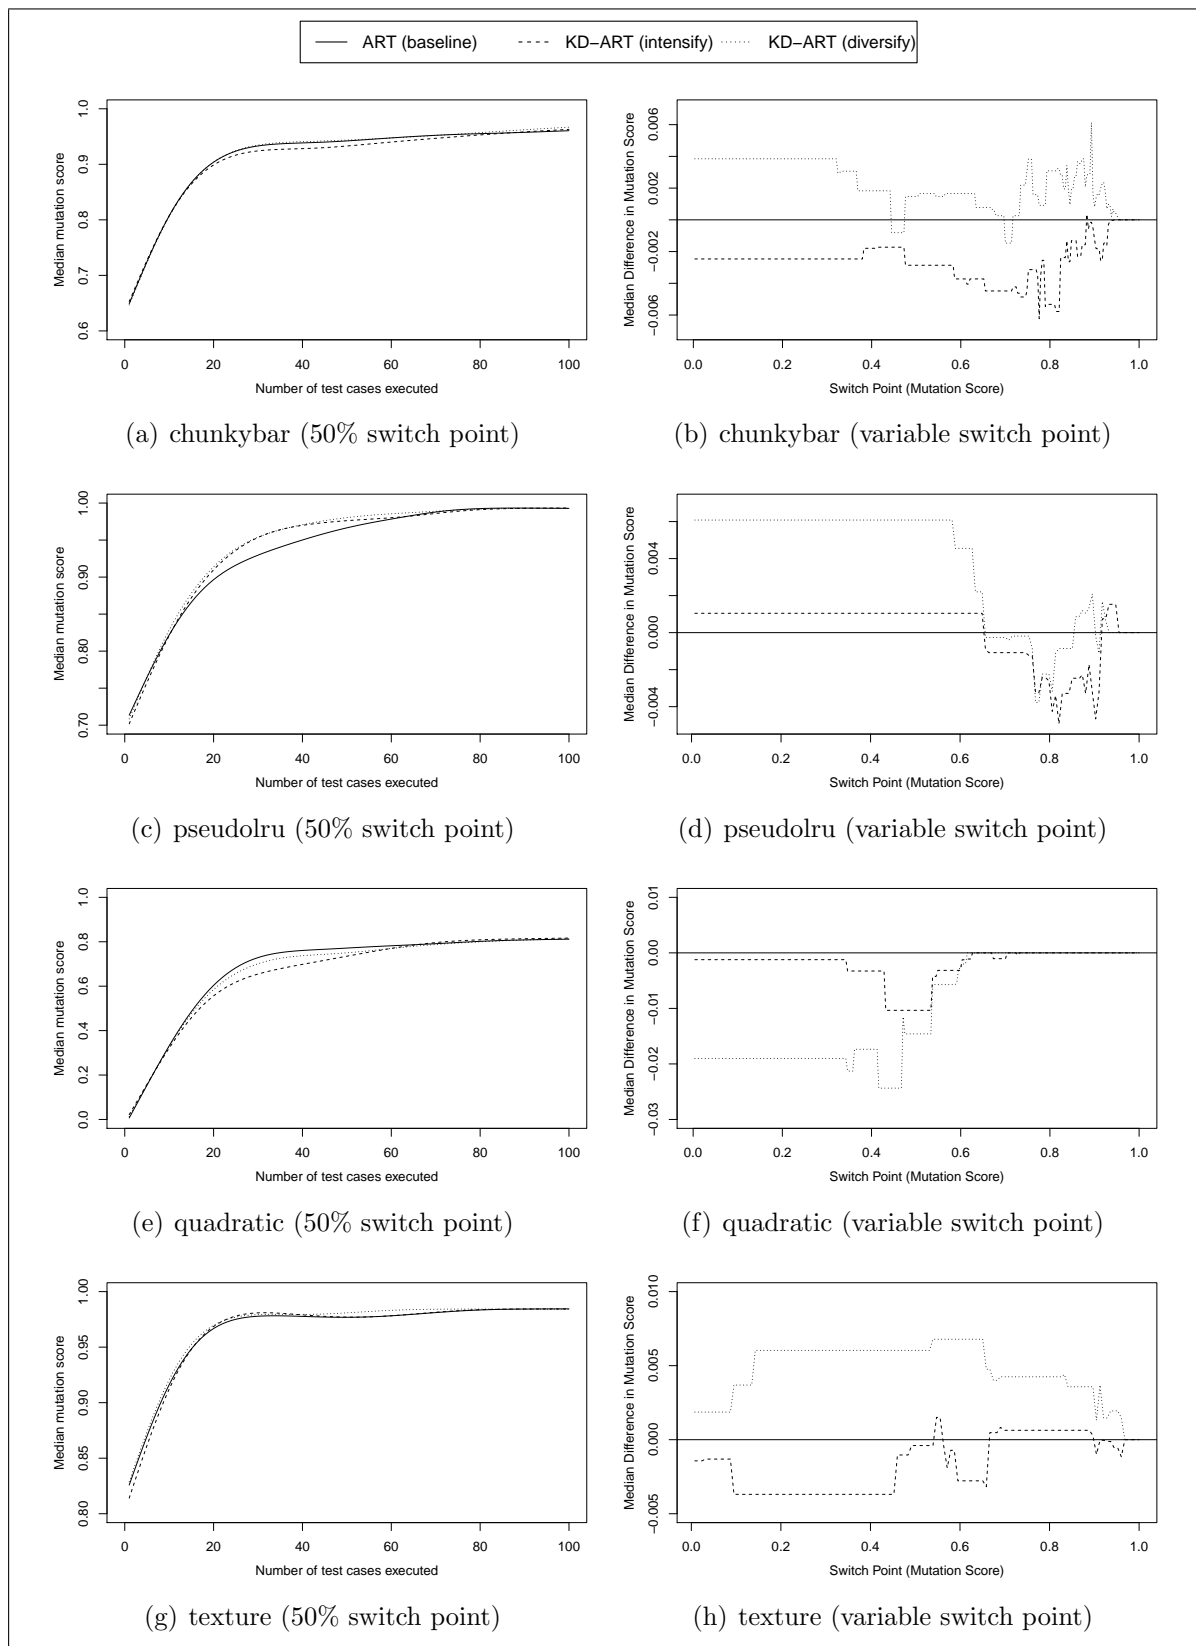 ART (baseline) KD−ART (intensify) KD−ART (diversify)
Median mutation score
0.6 0.7 0.8 0.9 1.0
0 20 40 60 80 100
Number of test cases executed
(a) chunkybar (50% switch point)
Median Difference in Mutation Score
−0.006 −0.002 0.002 0.006
0.0 0.2 0.4 0.6 0.8 1.0
Switch Point (Mutation Score)
(b) chunkybar (variable switch point)
Median mutation score
0.70 0.80 0.90 1.00
0 20 40 60 80 100
Number of test cases executed
(c) pseudolru (50% switch point)
Median Difference in Mutation Score
−0.004 0.000 0.004
0.0 0.2 0.4 0.6 0.8 1.0
Switch Point (Mutation Score)
(d) pseudolru (variable switch point)
Median mutation score
0.0 0.2 0.4 0.6 0.8 1.0
0 20 40 60 80 100
Number of test cases executed
(e) quadratic (50% switch point)
Median Difference in Mutation Score
−0.03 −0.02 −0.01 0.00 0.01
0.0 0.2 0.4 0.6 0.8 1.0
Switch Point (Mutation Score)
(f) quadratic (variable switch point)
Median mutation score
0.80 0.85 0.90 0.95 1.00
0 20 40 60 80 100
Number of test cases executed
(g) texture (50% switch point)
Median Difference in Mutation Score
−0.005 0.000 0.005 0.010
0.0 0.2 0.4 0.6 0.8 1.0
Switch Point (Mutation Score)
(h) texture (variable switch point)